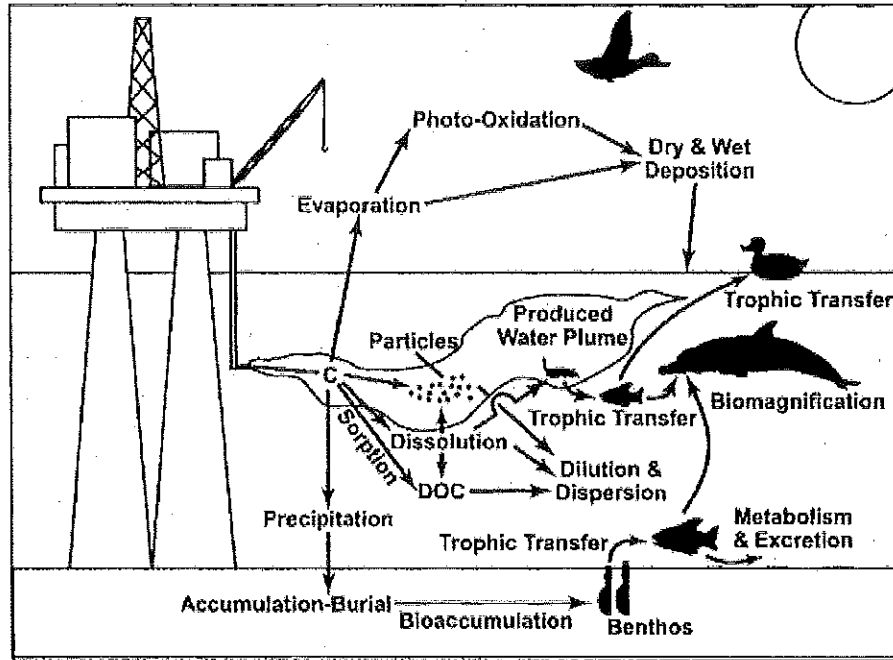 Photo-Oxidation
Dry & Wet
Deposition
Evaporation
Trophic Transfer
Produced
Water Plume
Particles
C
Trophic Transfer
Biomagnification
Sorption
Dissolution
DOC
Dilution &
Dispersion
Precipitation
Trophic Transfer
Metabolism
& Excretion
Accumulation-Burial
Bioaccumulation
Benthos